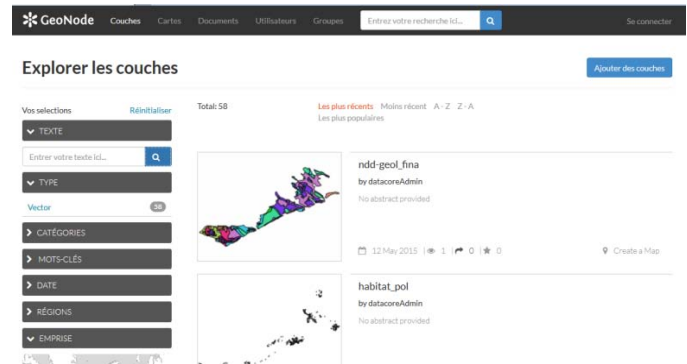 GeoNode Couches Cartes Documents Utilisateurs Groupes Entrez votre recherche ici... Se connecter
Explorer les couches
Ajouter des couches
Vos selections Réinitialiser
TEXTE
Entrer votre texte ici...
TYPE
Vector 58
CATÉGORIES
MOTS-CLÉS
DATE
RÉGIONS
EMPRISE
Total: 58
Les plus récents Moins récent A - Z Z - A
Les plus populaires
ndd-geol_fina
by datacoreAdmin
No abstract provided
12 May 2015 | 1 | 0 | 0 Create a Map
habitat_pol
by datacoreAdmin
No abstract provided